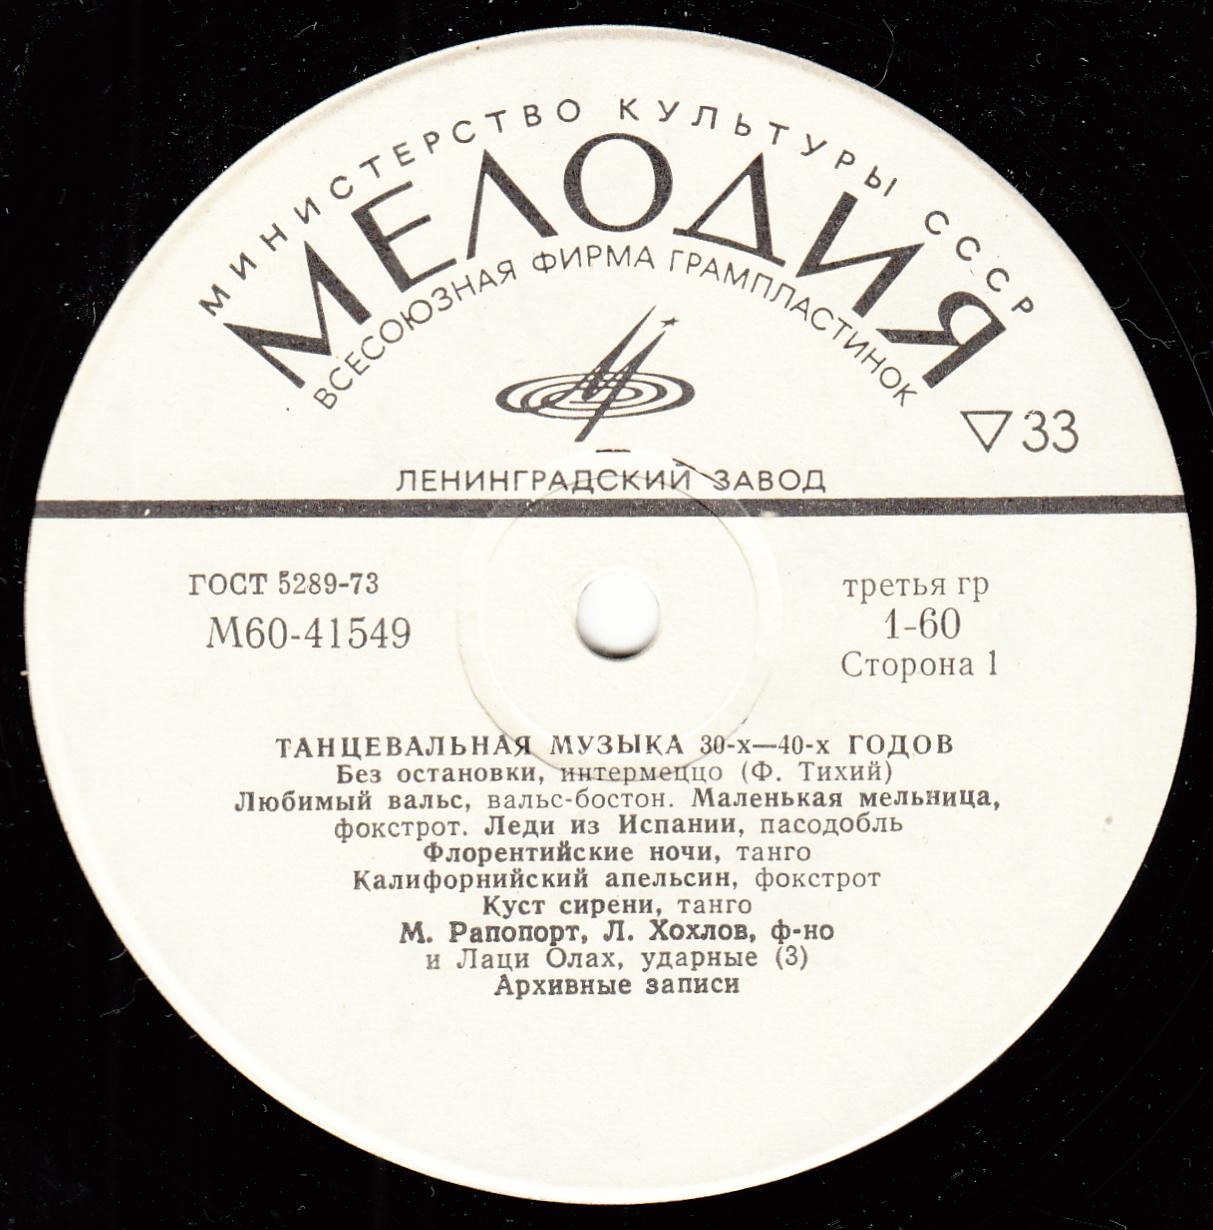 МИНИСТЕРСТВО КУЛЬТУРЫ СССР
МЕЛОДИЯ
ВСЕСОЮЗНАЯ ФИРМА ГРАМПЛАСТИНОК
▽33
ЛЕНИНГРАДСКИЙ ЗАВОД
ГОСТ 5289-73
М60-41549
третья гр
1-60
Сторона 1
ТАНЦЕВАЛЬНАЯ МУЗЫКА 30-х—40-х ГОДОВ
Без остановки, интермеццо (Ф. Тихий)
Любимый вальс, вальс-бостон. Маленькая мельница,
фокстрот. Леди из Испании, пасодобль
Флорентийские ночи, танго
Калифорнийский апельсин, фокстрот
Куст сирени, танго
М. Рапопорт, Л. Хохлов, ф-но
и Лаци Олах, ударные (3)
Архивные записи